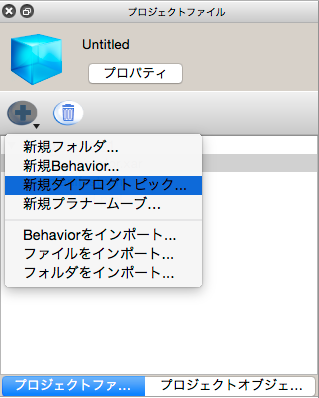 プロジェクトファイル
Untitled
プロパティ
新規フォルダ...
新規Behavior...
新規ダイアログトピック...
新規プラナームーブ...
Behaviorをインポート...
ファイルをインポート...
フォルダをインポート...
プロジェクトファ...
プロジェクトオブジェ...